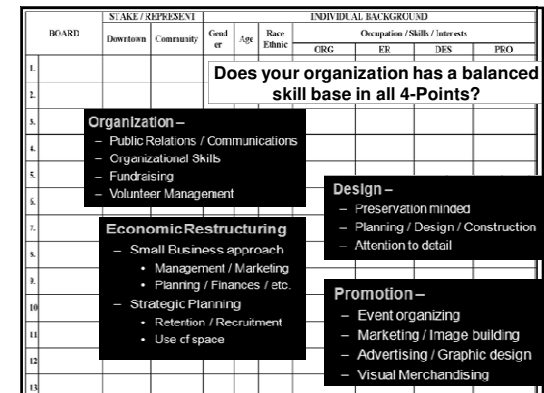 STAKE / REPRESENT INDIVIDUAL BACKGROUND
BOARD Downtown Community Gend er Age Race Ethnic Occupation / Skills / Interests
ORG ER DES PRO
Does your organization has a balanced
skill base in all 4-Points?
1.
2.
3.
4.
5.
6.
7.
8.
9.
10
11
12
13
Organization –
– Public Relations / Communications
– Organizational Skills
– Fundraising
– Volunteer Management
Design –
– Preservation minded
– Planning / Design / Construction
– Attention to detail
Economic Restructuring
– Small Business approach
• Management / Marketing
• Planning / Finances / etc.
– Strategic Planning
• Retention / Recruitment
• Use of space
Promotion –
– Event organizing
– Marketing / Image building
– Advertising / Graphic design
– Visual Merchandising